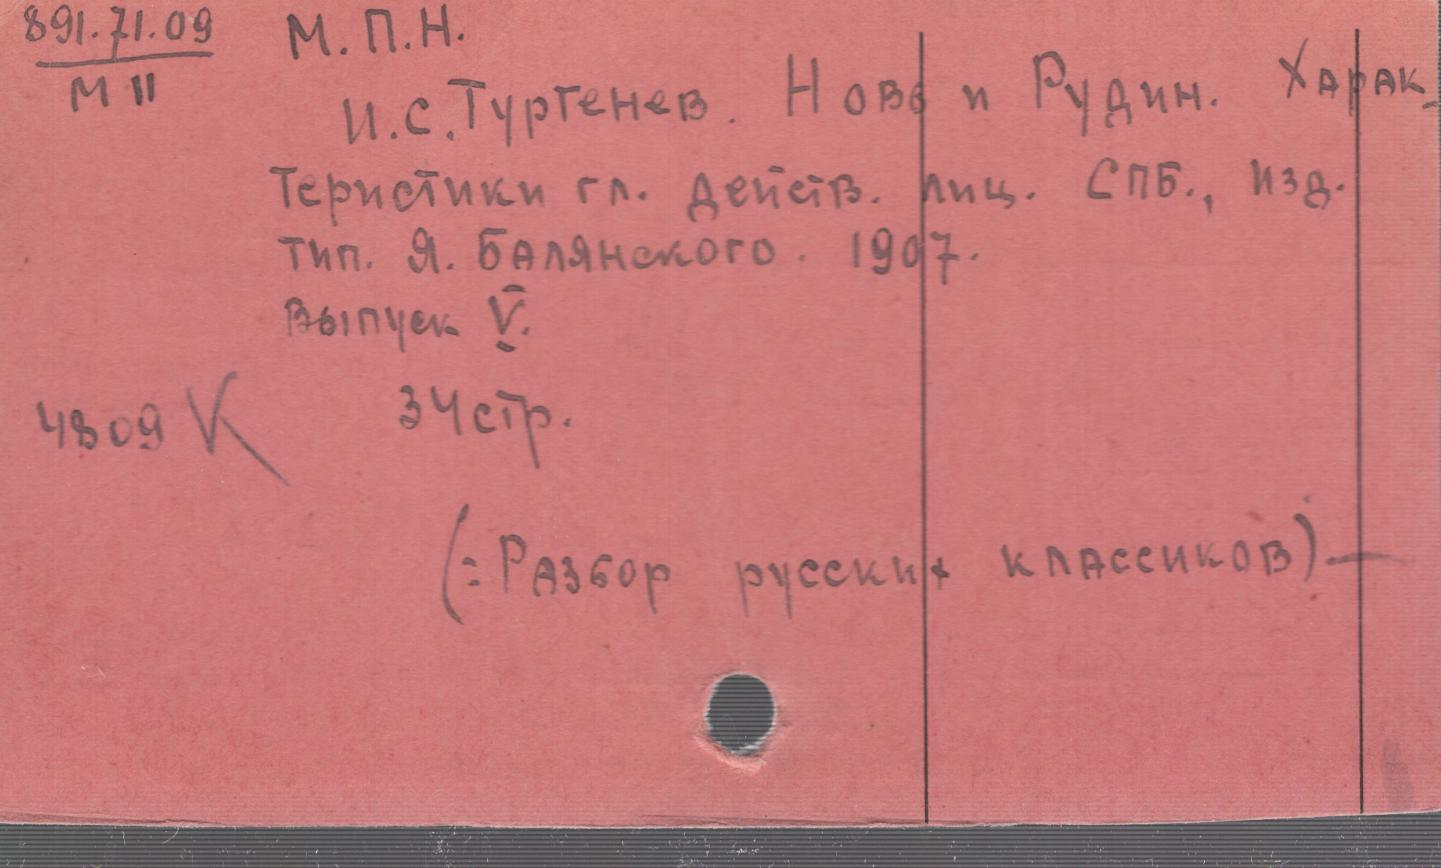 891.71.09 М.П.Н.
М II
И.С. Тургенев. Новь и Рудин. Харак-
теристики гл. действ. лиц. СПБ., изд.
тип. Я. Балянского. 1907.
Выпуск V.
4809 К 34 стр.
(=Разбор русских классиков)—